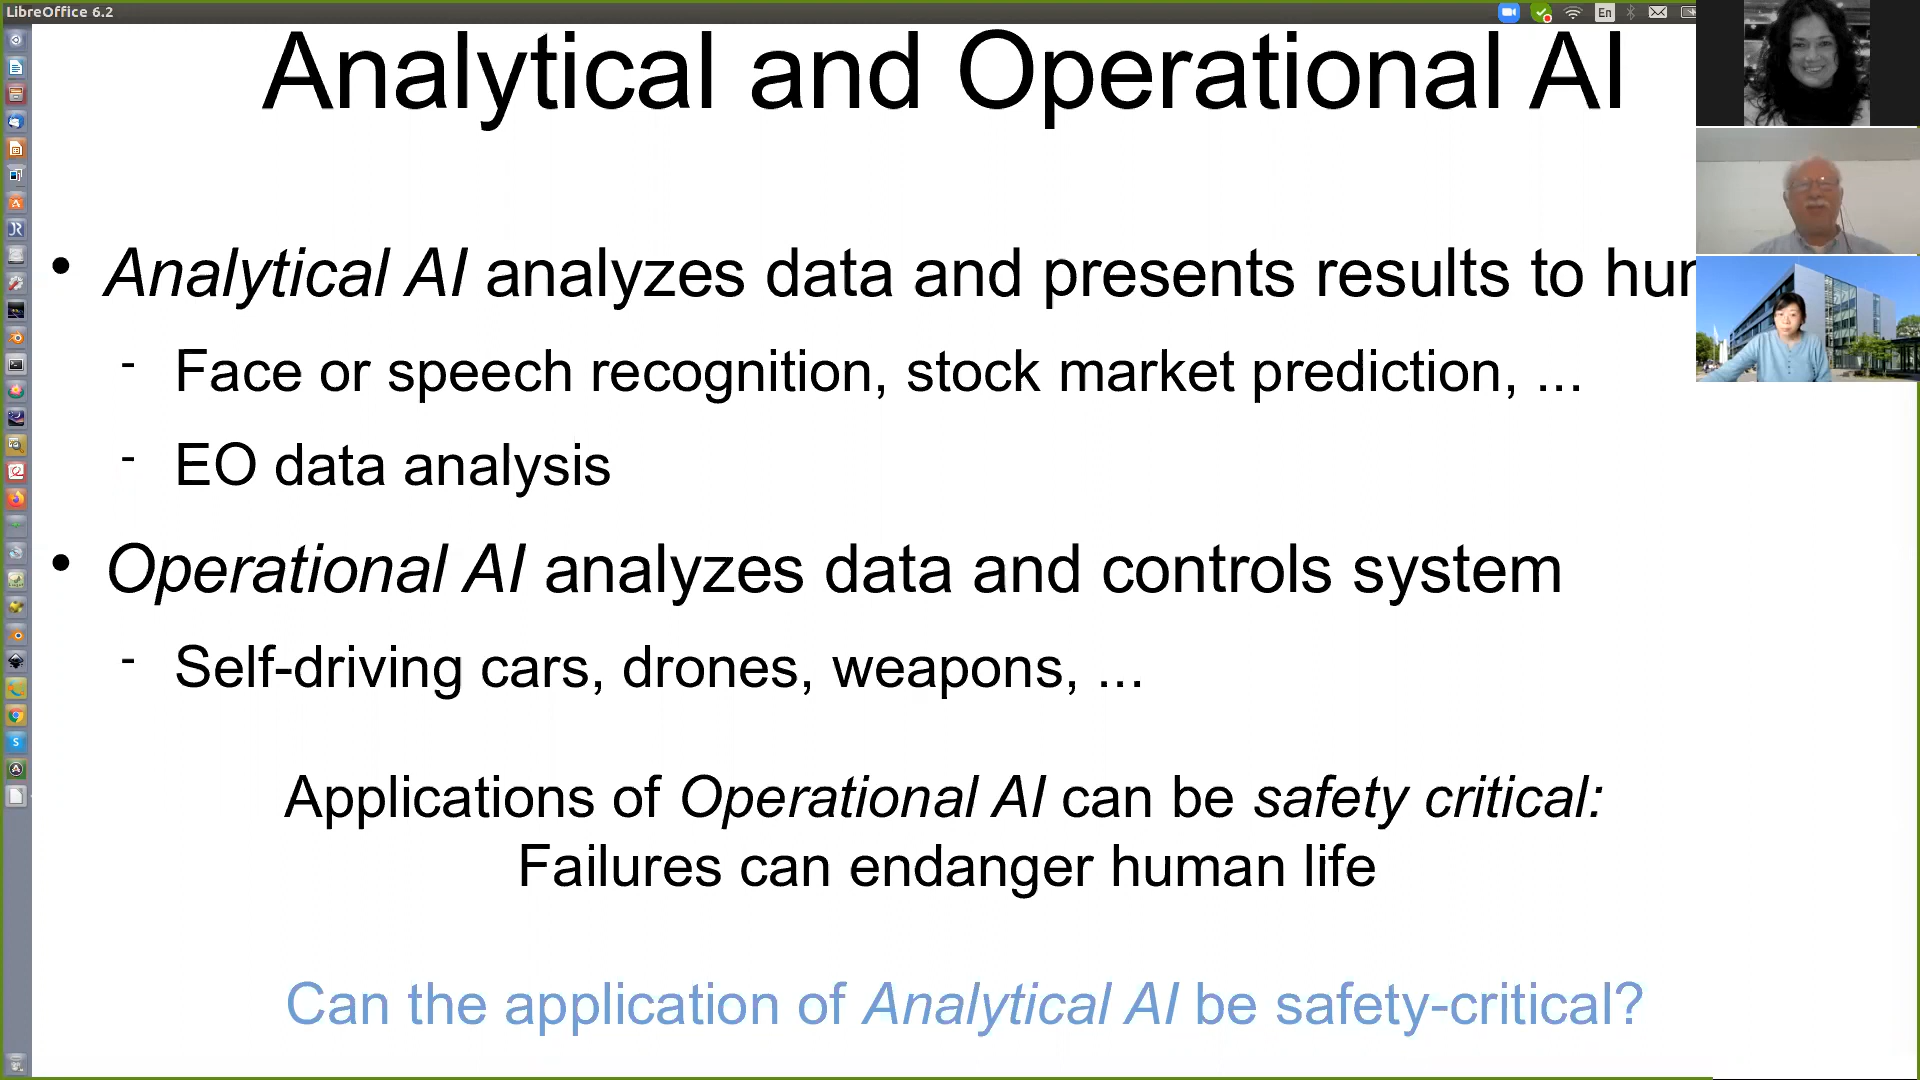 LibreOffice 6.2
En
Analytical and Operational AI
• Analytical AI analyzes data and presents results to hu
- Face or speech recognition, stock market prediction, ...
- EO data analysis
• Operational AI analyzes data and controls system
- Self-driving cars, drones, weapons, ...
Applications of Operational AI can be safety critical:
Failures can endanger human life
Can the application of Analytical AI be safety-critical?